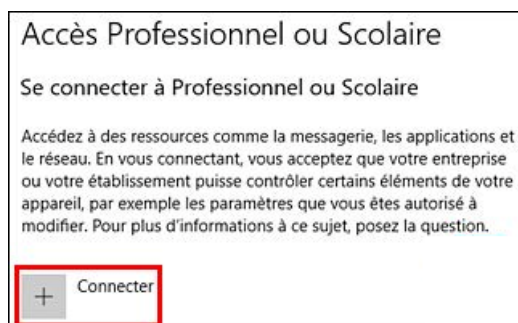 Accès Professionnel ou Scolaire
Se connecter à Professionnel ou Scolaire
Accédez à des ressources comme la messagerie, les applications et
le réseau. En vous connectant, vous acceptez que votre entreprise
ou votre établissement puisse contrôler certains éléments de votre
appareil, par exemple les paramètres que vous êtes autorisé à
modifier. Pour plus d'informations à ce sujet, posez la question.
+ Connecter